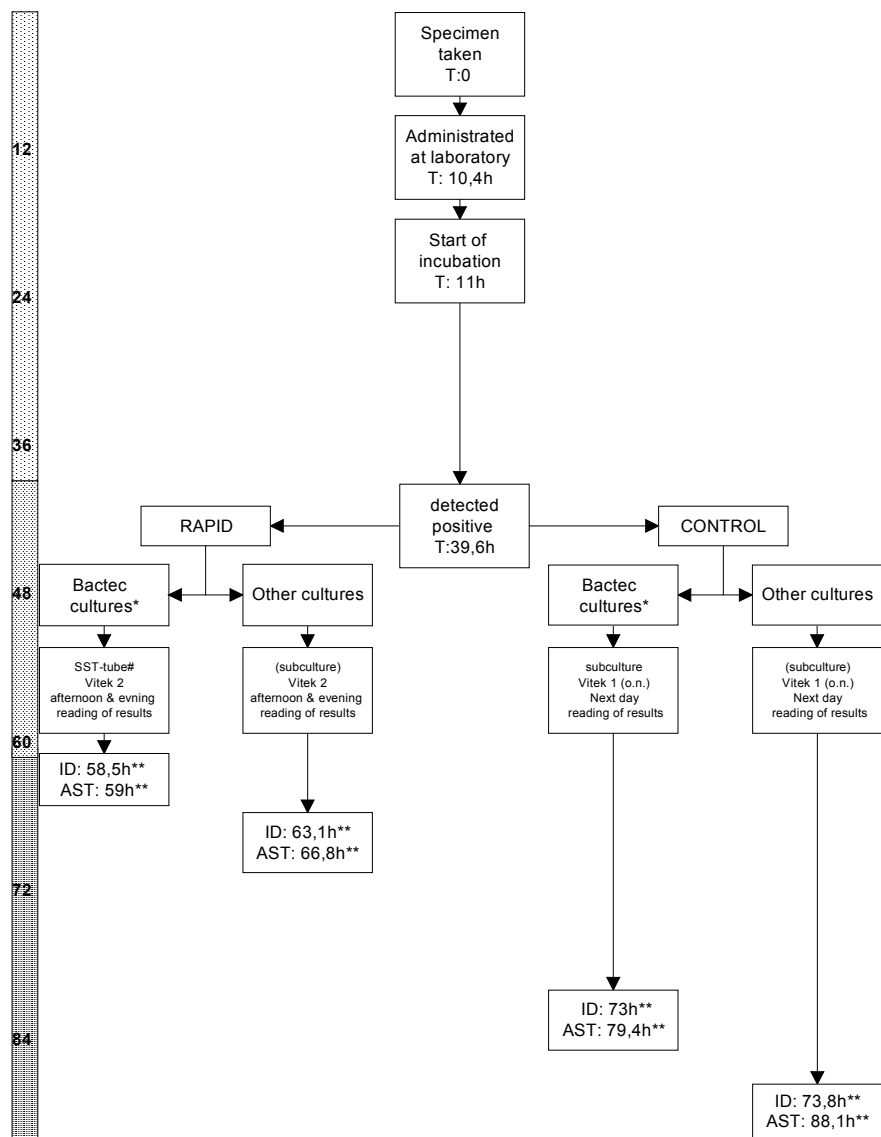 Specimen
taken
T:0
Administrated
at laboratory
T: 10,4h
12
Start of
incubation
T: 11h
24
36
detected
positive
T:39,6h
RAPID
CONTROL
48
Bactec
cultures*
Other cultures
Bactec
cultures*
Other cultures
SST-tube#
Vitek 2
afternoon & evning
reading of results
(subculture)
Vitek 2
afternoon & evening
reading of results
subculture
Vitek 1 (o.n.)
Next day
reading of results
(subculture)
Vitek 1 (o.n.)
Next day
reading of results
60
ID: 58,5h**
AST: 59h**
ID: 63,1h**
AST: 66,8h**
72
ID: 73h**
AST: 79,4h**
84
ID: 73,8h**
AST: 88,1h**